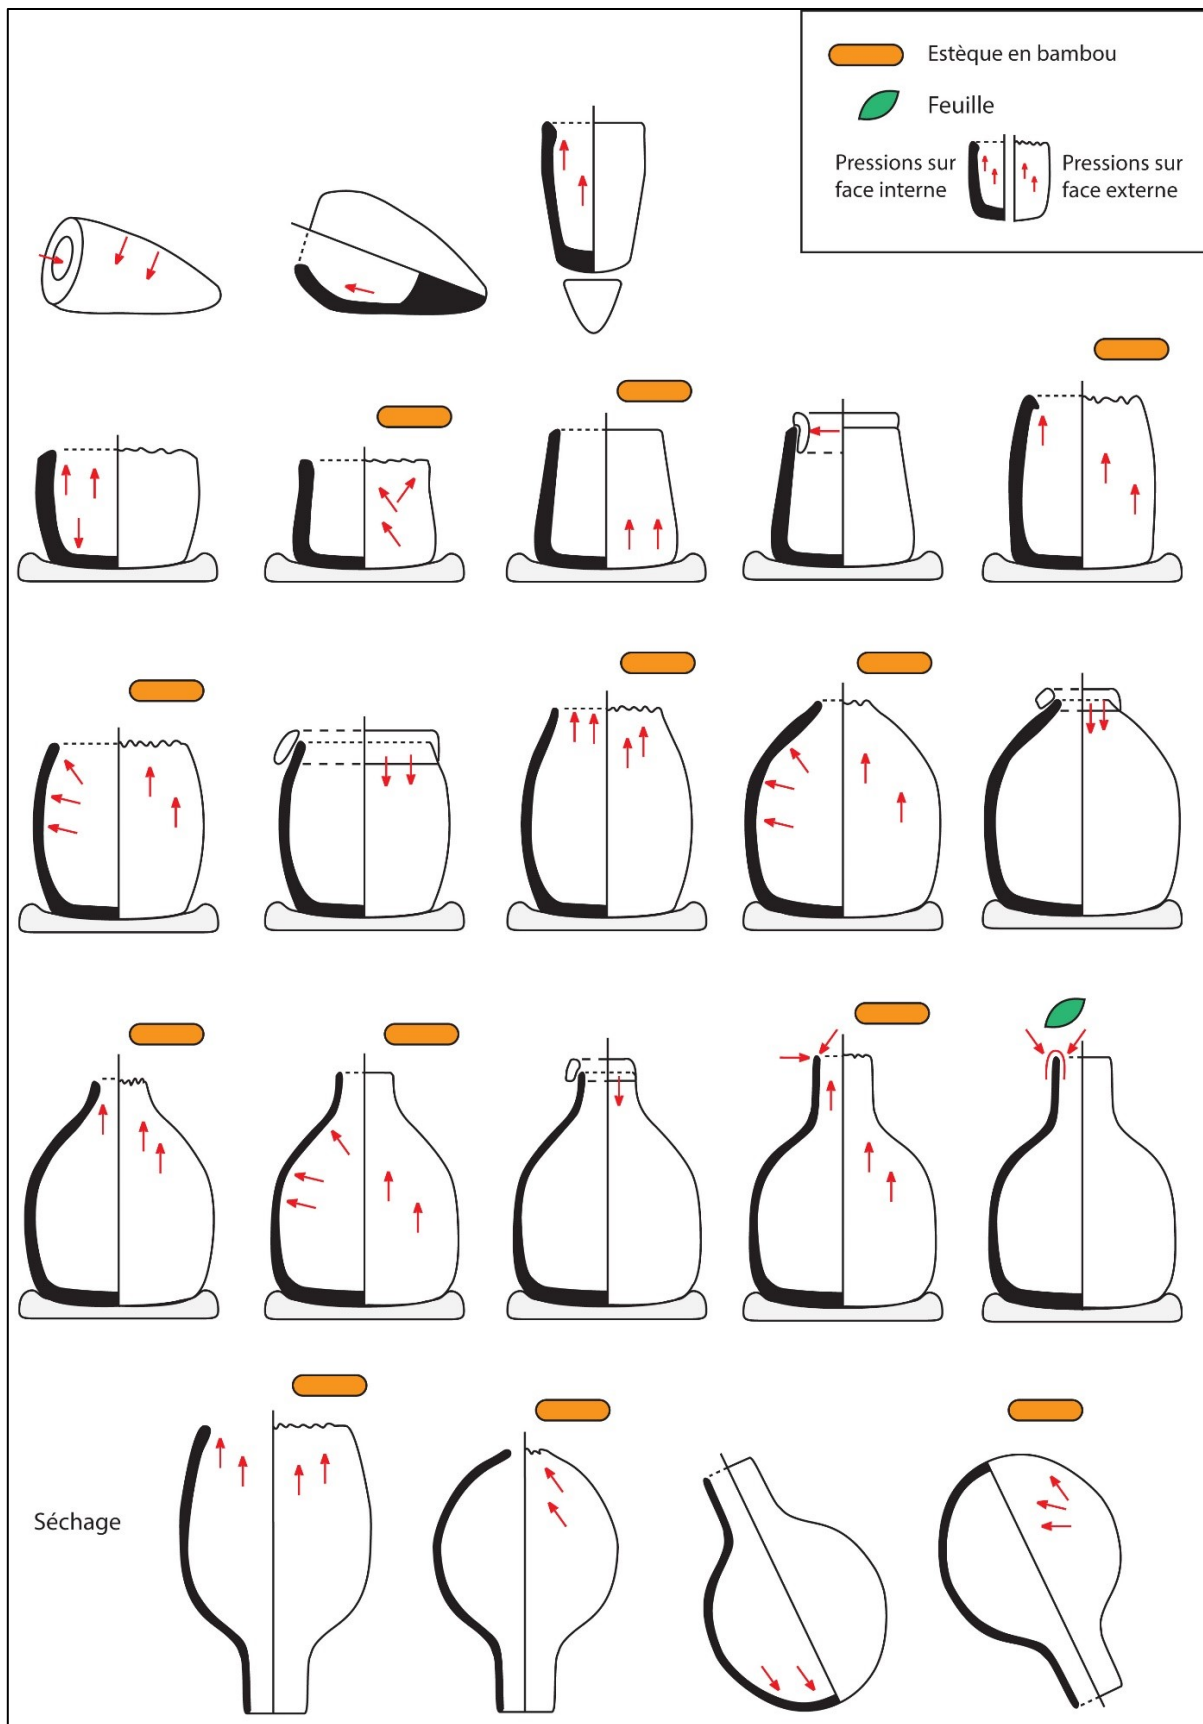 Estèque en bambou
Feuille
Pressions sur
face interne
Pressions sur
face externe
Séchage